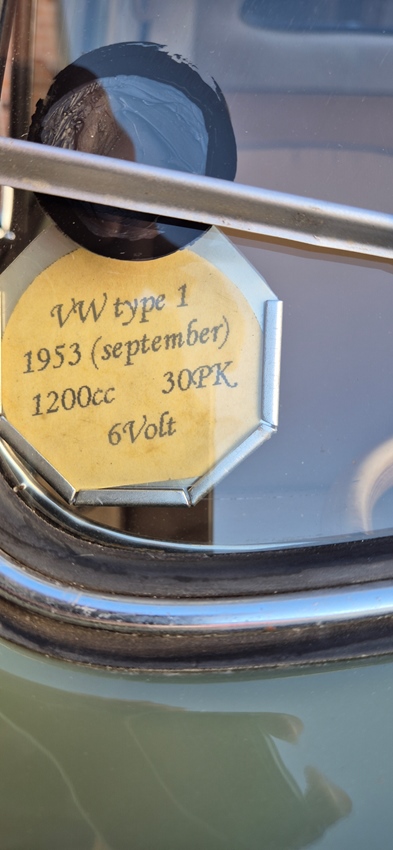 VW type 1
1953 (september)
1200cc 30PK
6Volt